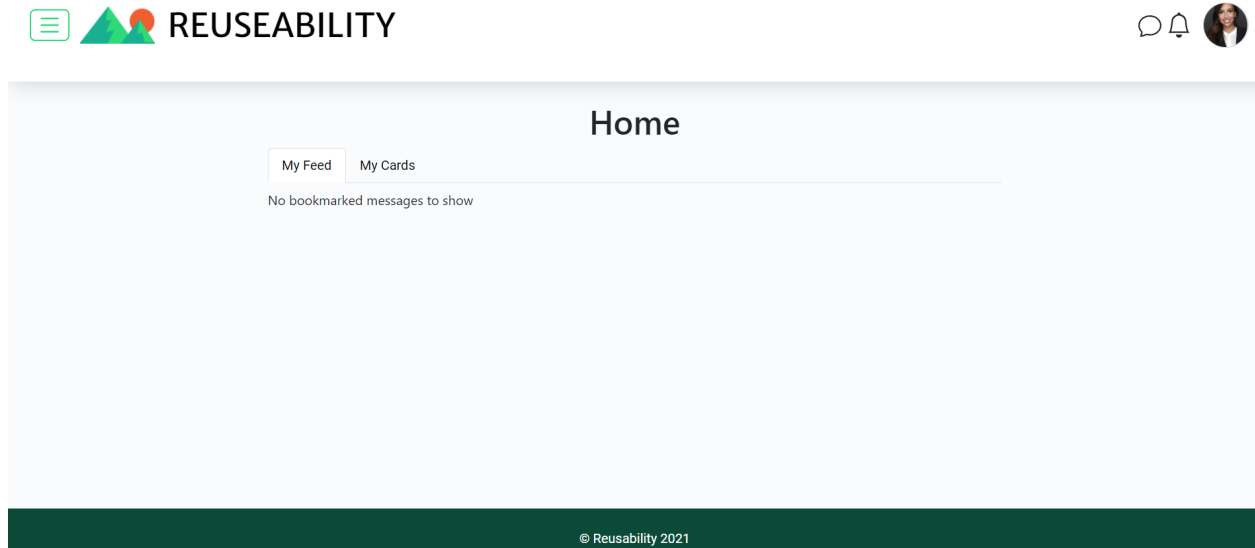 REUSEABILITY
Home
My Feed My Cards
No bookmarked messages to show
© Reusability 2021